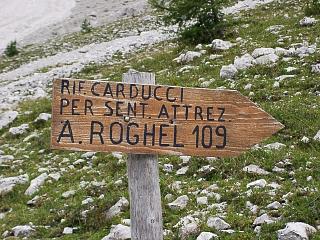 RIF. CARDUCCI
PER SENT. ATTREZ.
A. ROGHEL 109